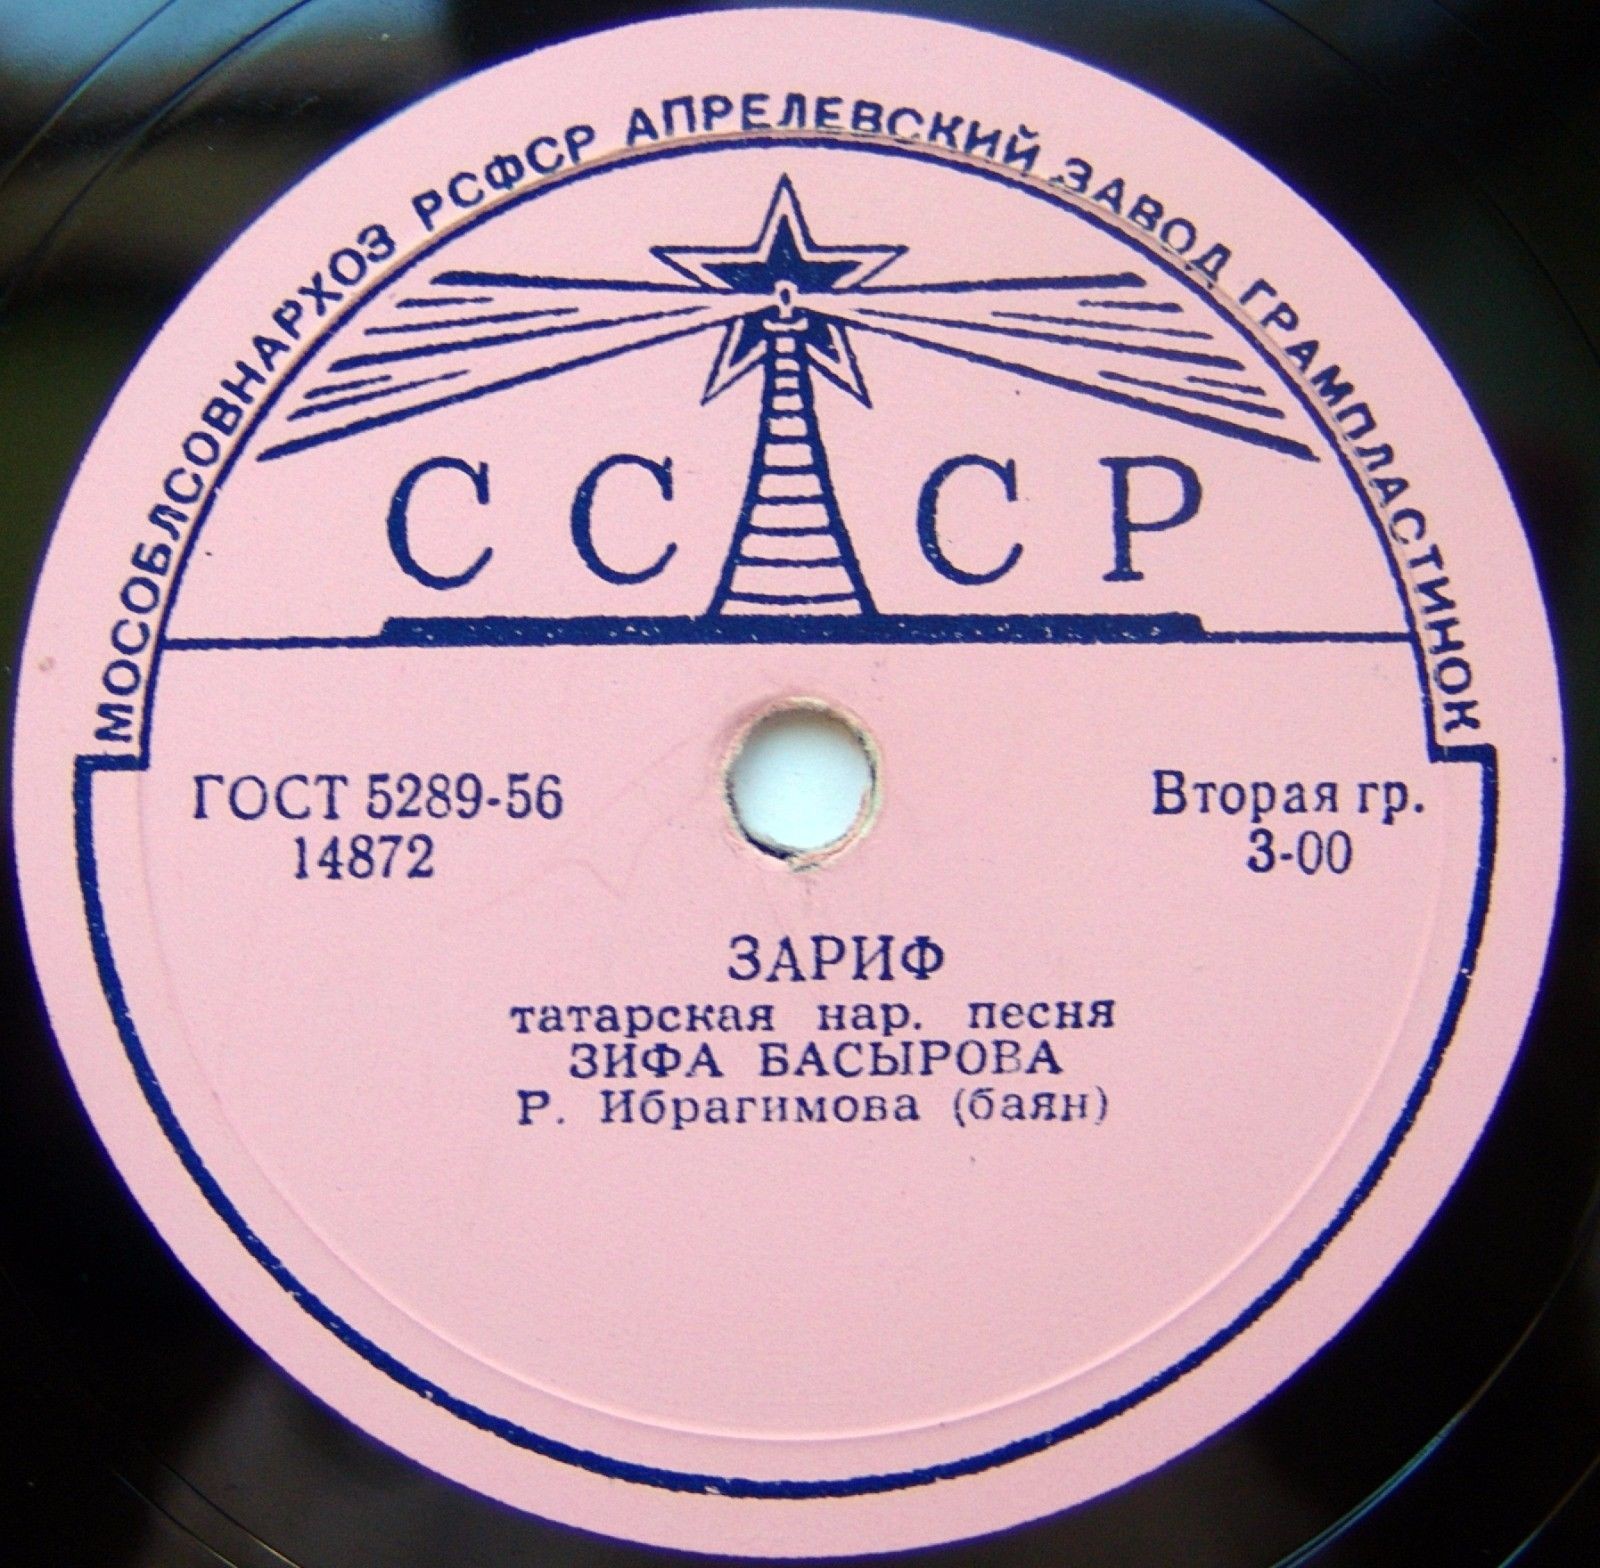 МОСОБЛСОВНАРХОЗ РСФСР АПРЕЛЕВСКИЙ ЗАВОД ГРАМПЛАСТИНОК
СССР
ГОСТ 5289-56
14872
Вторая гр.
3-00
ЗАРИФ
татарская нар. песня
ЗИФА БАСЫРОВА
Р. Ибрагимова (баян)